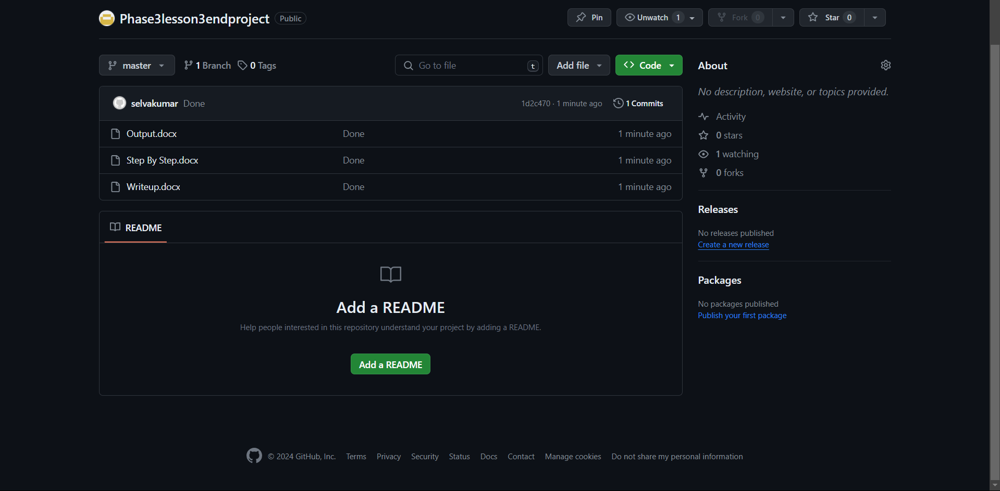 Phase3lesson3endproject Public
Pin
Unwatch 1
Fork 0
Star 0
master
1 Branch
0 Tags
Go to file t
Add file
Code
selvakumar Done
1d2c470 · 1 minute ago
1 Commits
Output.docx Done 1 minute ago
Step By Step.docx Done 1 minute ago
Writeup.docx Done 1 minute ago
README
Add a README
Help people interested in this repository understand your project by adding a README.
Add a README
About
No description, website, or topics provided.
Activity
0 stars
1 watching
0 forks
Releases
No releases published
Create a new release
Packages
No packages published
Publish your first package
© 2024 GitHub, Inc. Terms Privacy Security Status Docs Contact Manage cookies Do not share my personal information